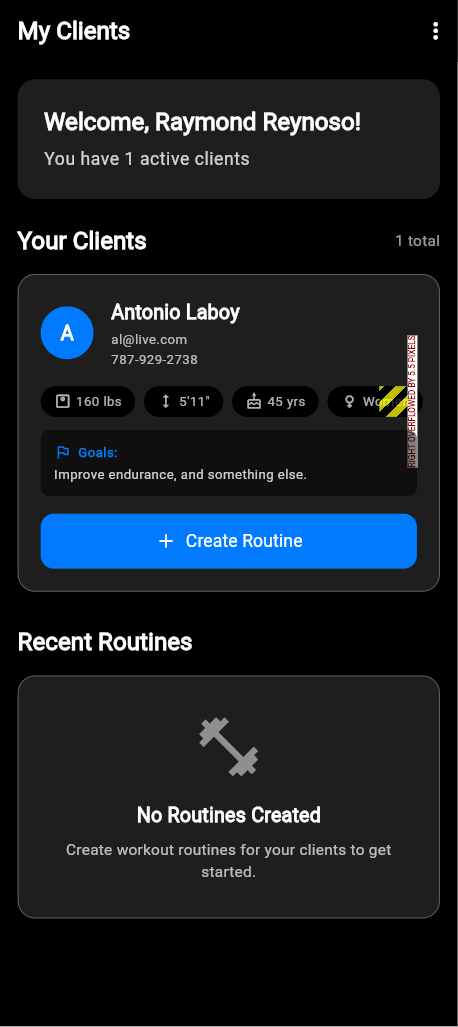 My Clients
Welcome, Raymond Reynoso!
You have 1 active clients
Your Clients
1 total
A
Antonio Laboy
al@live.com
787-929-2738
160 lbs
5'11"
45 yrs
RIGHT OVERFLOWED BY 5.5 PIXELS
Goals:
Improve endurance, and something else.
Create Routine
Recent Routines
No Routines Created
Create workout routines for your clients to get
started.